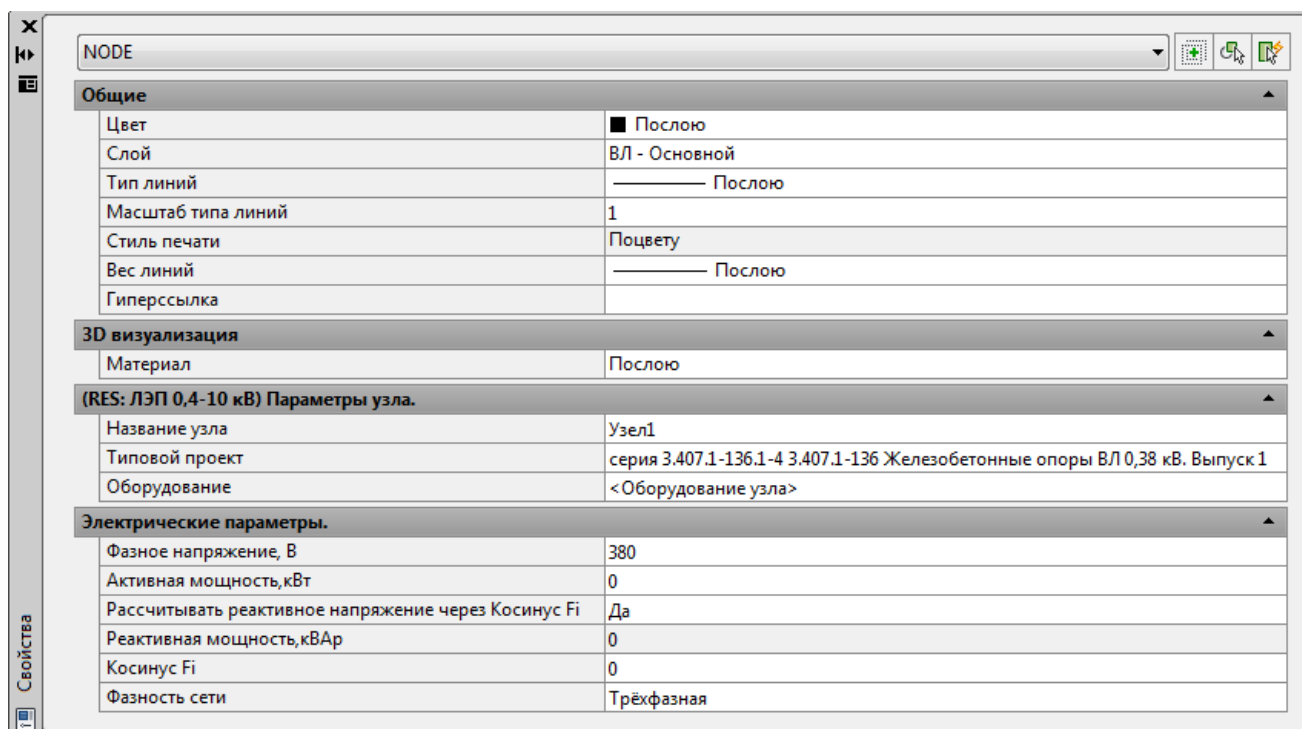 NODE
Общие
Цвет Послою
Слой ВЛ - Основной
Тип линий Послою
Масштаб типа линий 1
Стиль печати Поцвету
Вес линий Послою
Гиперссылка
3D визуализация
Материал Послою
(RES: ЛЭП 0,4-10 кВ) Параметры узла.
Название узла Узел1
Типовой проект серия 3.407.1-136.1-4 3.407.1-136 Железобетонные опоры ВЛ 0,38 кВ. Выпуск 1
Оборудование <Оборудование узла>
Электрические параметры.
Фазное напряжение, В 380
Активная мощность,кВт 0
Рассчитывать реактивное напряжение через Косинус Fi Да
Реактивная мощность,кВАр 0
Косинус Fi 0
Фазность сети Трёхфазная
Свойства